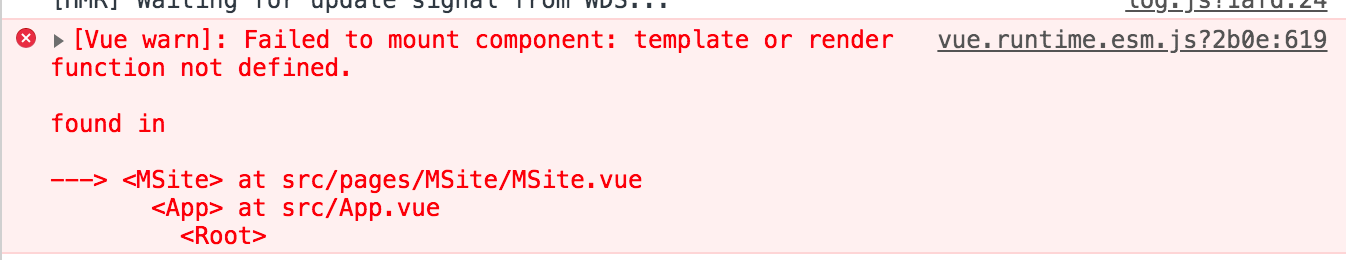 [HMR] Waiting for update signal from WDS... log.js?1afd:24
[Vue warn]: Failed to mount component: template or render vue.runtime.esm.js?2b0e:619
function not defined.
found in
---> <MSite> at src/pages/MSite/MSite.vue
<App> at src/App.vue
<Root>